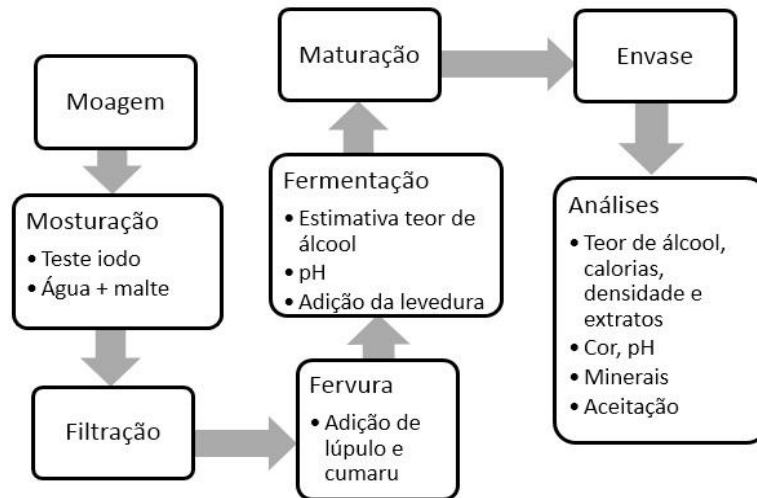 Moagem
Mosturação
• Teste iodo
• Água + malte
Filtração
Fervura
• Adição de
lúpulo e
cumaru
Fermentação
• Estimativa teor de
álcool
• pH
• Adição da levedura
Maturação
Envase
Análises
• Teor de álcool,
calorias,
densidade e
extratos
• Cor, pH
• Minerais
• Aceitação